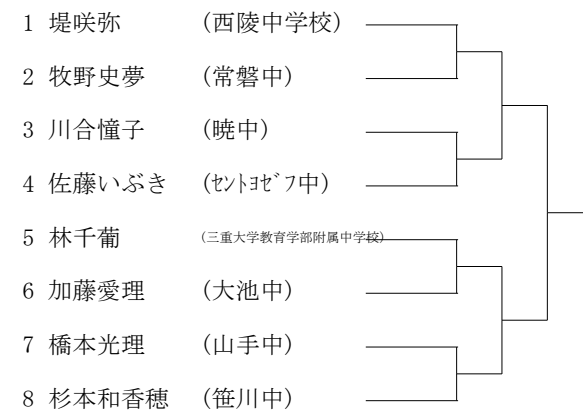 1 堤咲弥 (西陵中学校)
2 牧野史夢 (常磐中)
3 川合憧子 (暁中)
4 佐藤いぶき (ｾﾝﾄﾖｾﾞﾌ中)
5 林千葡 (三重大学教育学部附属中学校)
6 加藤愛理 (大池中)
7 橋本光理 (山手中)
8 杉本和香穂 (笹川中)